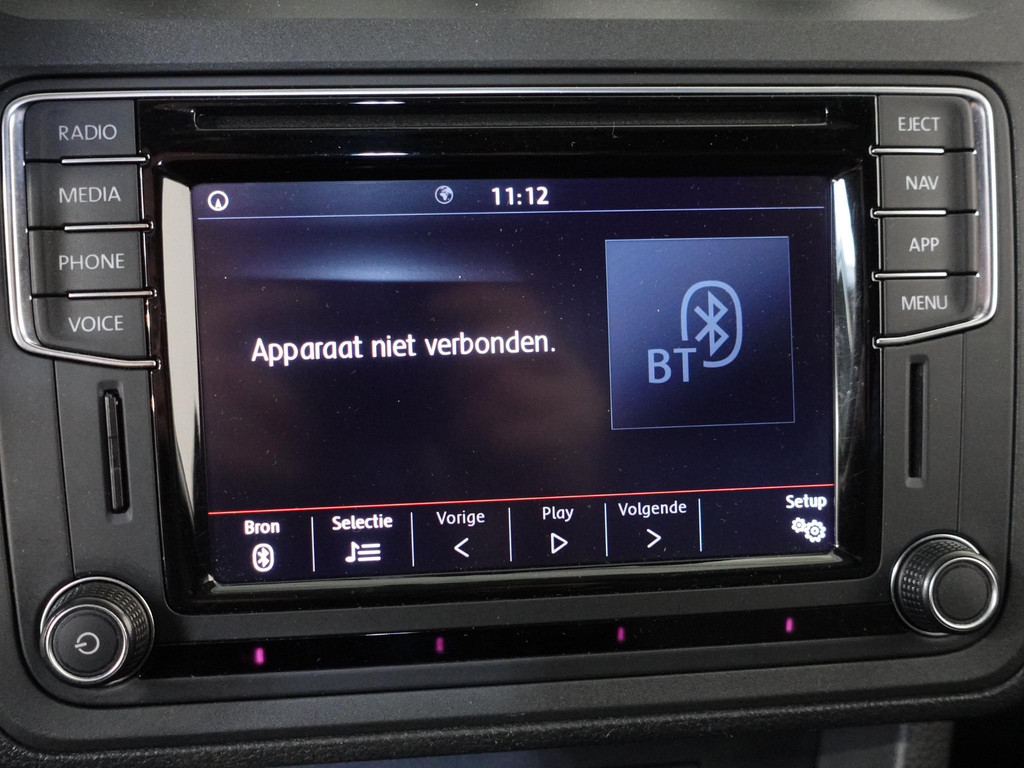 RADIO
MEDIA
PHONE
VOICE
11:12
Apparaat niet verbonden.
BT
Bron
Selectie
Vorige
Play
Volgende
Setup
EJECT
NAV
APP
MENU